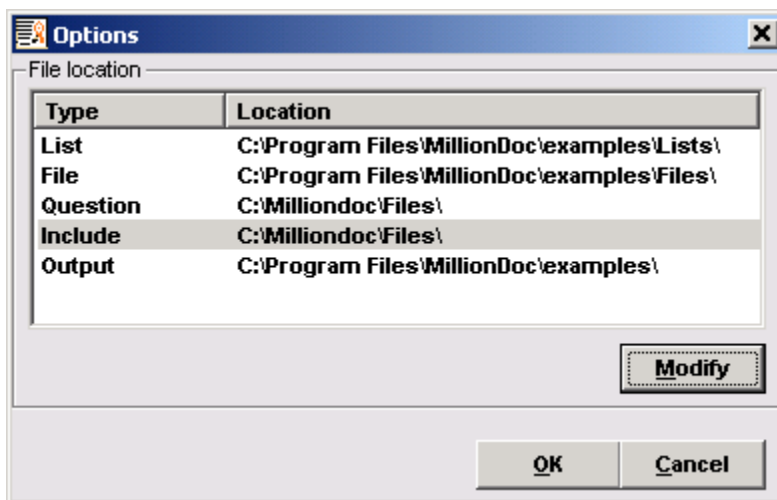 Options
File location
Type Location
List C:\Program Files\MillionDoc\examples\Lists\
File C:\Program Files\MillionDoc\examples\Files\
Question C:\Milliondoc\Files\
Include C:\Milliondoc\Files\
Output C:\Program Files\MillionDoc\examples\
Modify
OK Cancel